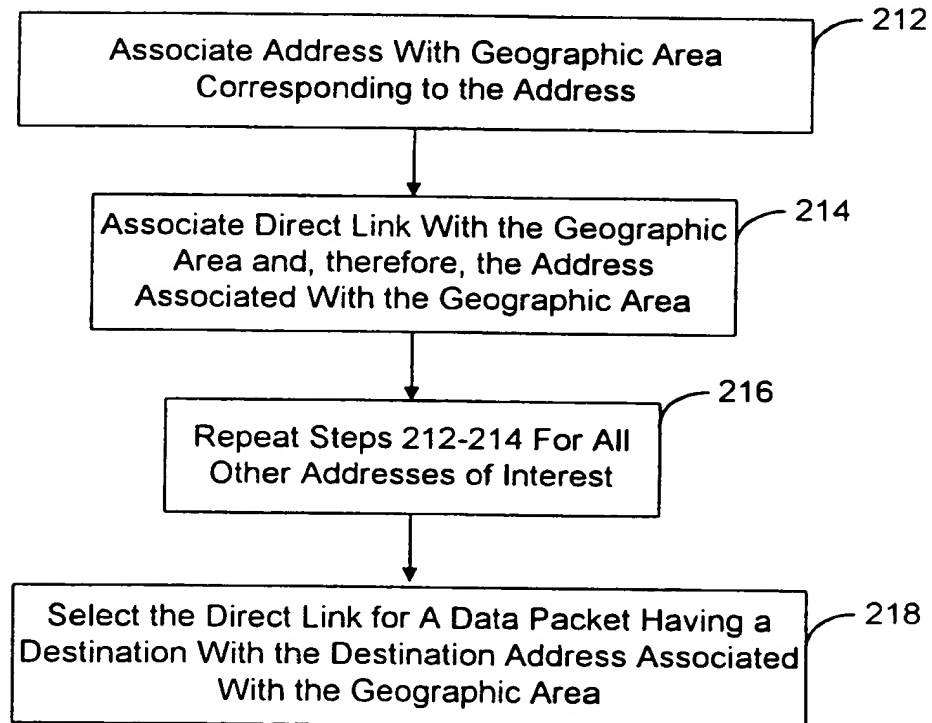 212
Associate Address With Geographic Area
Corresponding to the Address
214
Associate Direct Link With the Geographic
Area and, therefore, the Address
Associated With the Geographic Area
216
Repeat Steps 212-214 For All
Other Addresses of Interest
218
Select the Direct Link for A Data Packet Having a
Destination With the Destination Address Associated
With the Geographic Area